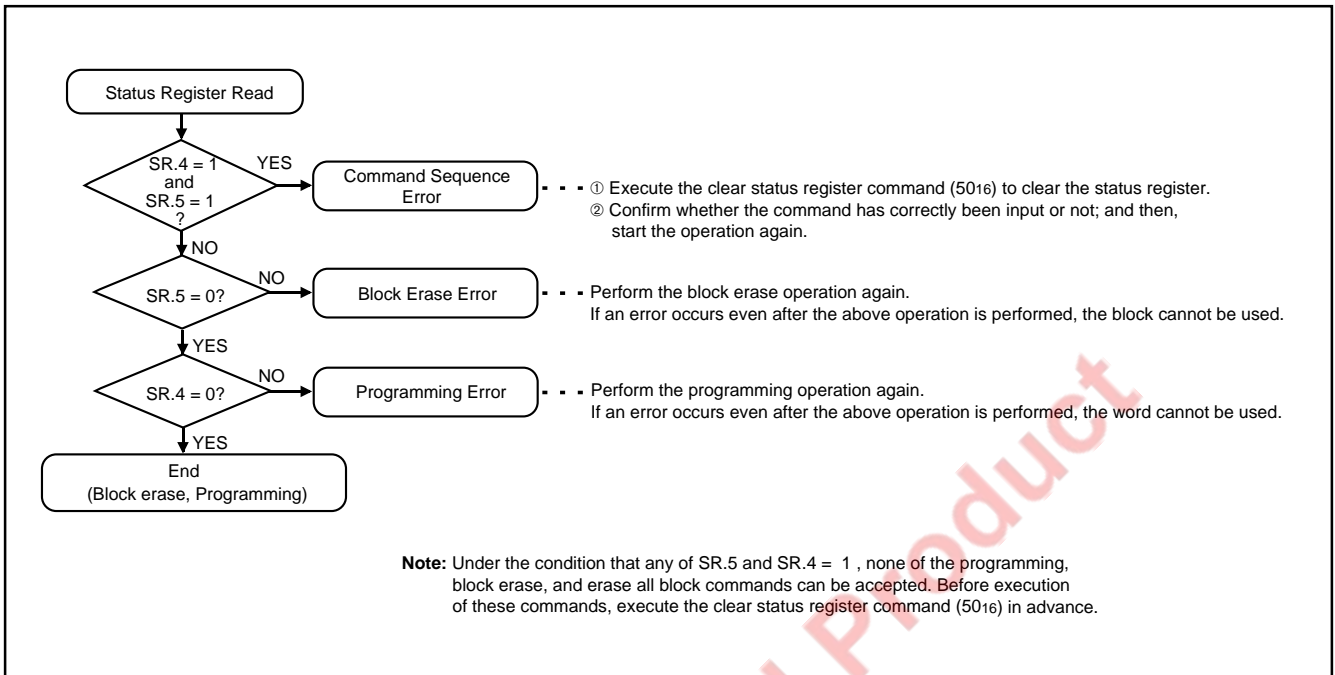 Status Register Read
SR.4 = 1
and
SR.5 = 1
?
YES
Command Sequence
Error
① Execute the clear status register command (5016) to clear the status register.
② Confirm whether the command has correctly been input or not; and then,
start the operation again.
NO
SR.5 = 0?
NO
Block Erase Error
Perform the block erase operation again.
If an error occurs even after the above operation is performed, the block cannot be used.
YES
SR.4 = 0?
NO
Programming Error
Perform the programming operation again.
If an error occurs even after the above operation is performed, the word cannot be used.
YES
End
(Block erase, Programming)
Note: Under the condition that any of SR.5 and SR.4 = 1 , none of the programming,
block erase, and erase all block commands can be accepted. Before execution
of these commands, execute the clear status register command (5016) in advance.
Product